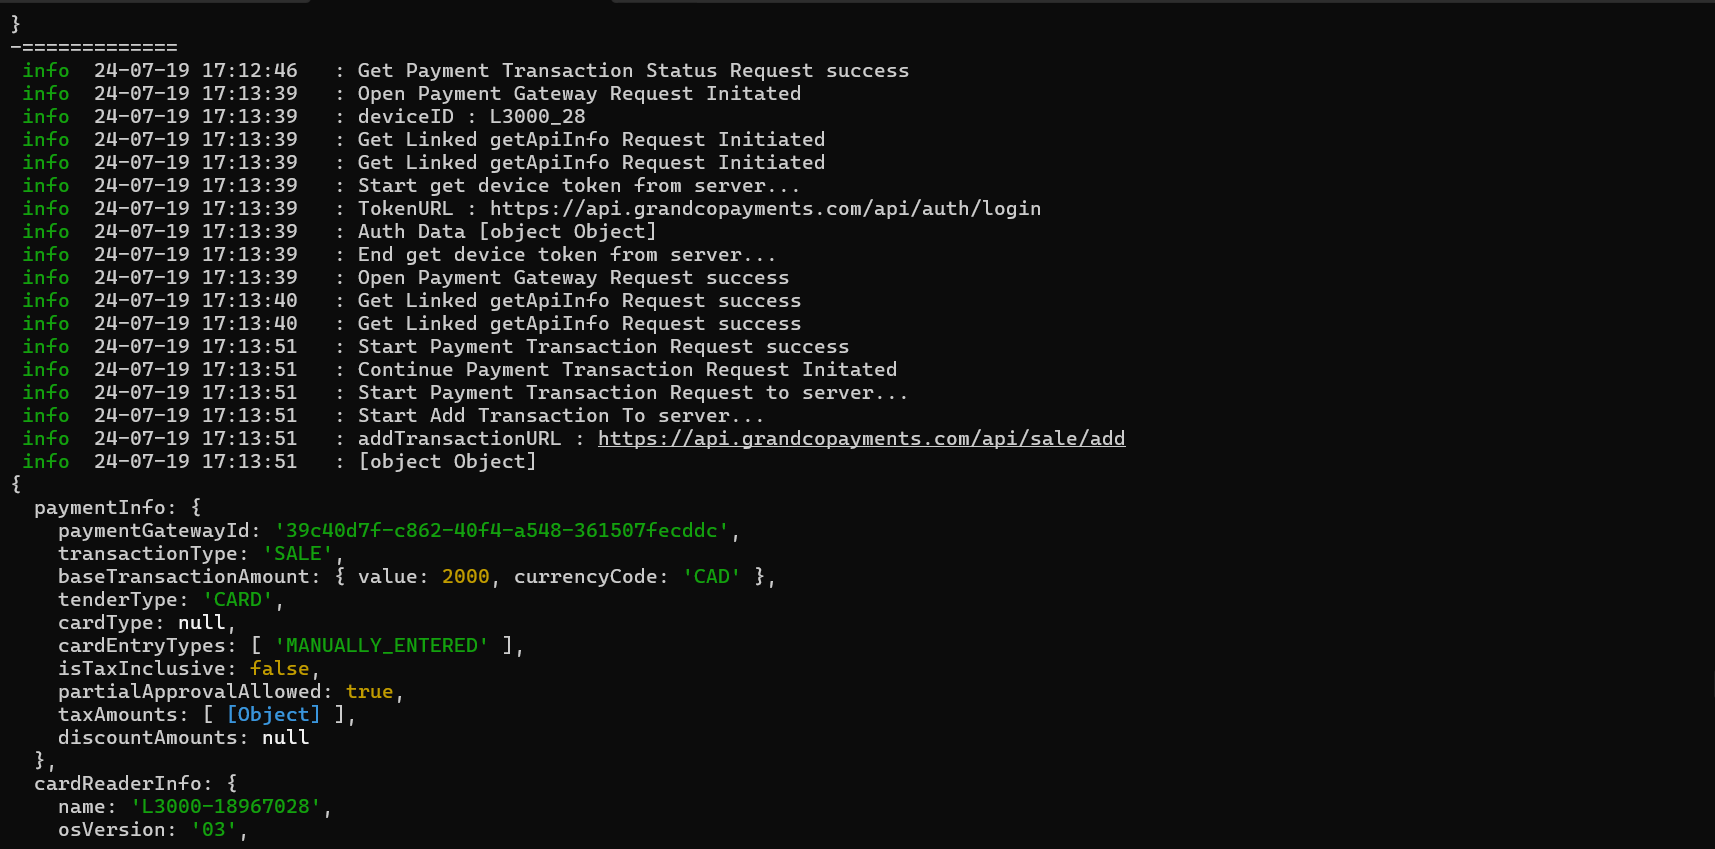 }
-=============
info  24-07-19 17:12:46   : Get Payment Transaction Status Request success
info  24-07-19 17:13:39   : Open Payment Gateway Request Initated
info  24-07-19 17:13:39   : deviceID : L3000_28
info  24-07-19 17:13:39   : Get Linked getApiInfo Request Initiated
info  24-07-19 17:13:39   : Get Linked getApiInfo Request Initiated
info  24-07-19 17:13:39   : Start get device token from server...
info  24-07-19 17:13:39   : TokenURL : https://api.grandcopayments.com/api/auth/login
info  24-07-19 17:13:39   : Auth Data [object Object]
info  24-07-19 17:13:39   : End get device token from server...
info  24-07-19 17:13:39   : Open Payment Gateway Request success
info  24-07-19 17:13:40   : Get Linked getApiInfo Request success
info  24-07-19 17:13:40   : Get Linked getApiInfo Request success
info  24-07-19 17:13:51   : Start Payment Transaction Request success
info  24-07-19 17:13:51   : Continue Payment Transaction Request Initated
info  24-07-19 17:13:51   : Start Payment Transaction Request to server...
info  24-07-19 17:13:51   : Start Add Transaction To server...
info  24-07-19 17:13:51   : addTransactionURL : https://api.grandcopayments.com/api/sale/add
info  24-07-19 17:13:51   : [object Object]
{
  paymentInfo: {
    paymentGatewayId: '39c40d7f-c862-40f4-a548-361507fecddc',
    transactionType: 'SALE',
    baseTransactionAmount: { value: 2000, currencyCode: 'CAD' },
    tenderType: 'CARD',
    cardType: null,
    cardEntryTypes: [ 'MANUALLY_ENTERED' ],
    isTaxInclusive: false,
    partialApprovalAllowed: true,
    taxAmounts: [ [Object] ],
    discountAmounts: null
  },
  cardReaderInfo: {
    name: 'L3000-18967028',
    osVersion: '03',